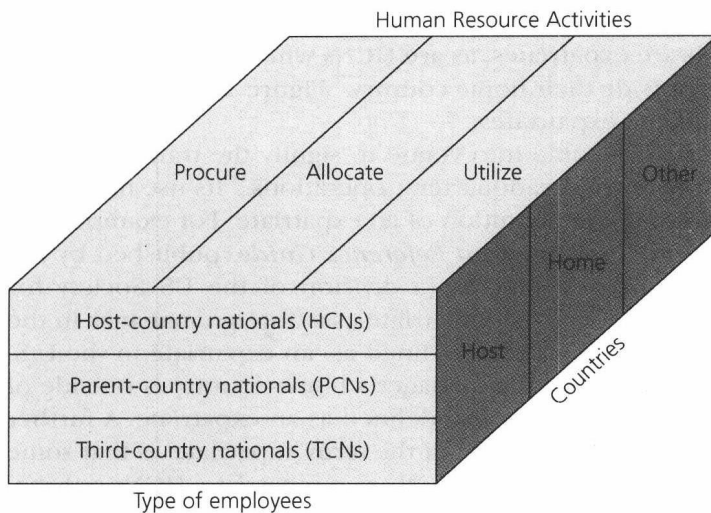 Human Resource Activities
Procure Allocate Utilize Other
Home
Host-country nationals (HCNs)
Host
Parent-country nationals (PCNs)
Countries
Third-country nationals (TCNs)
Type of employees